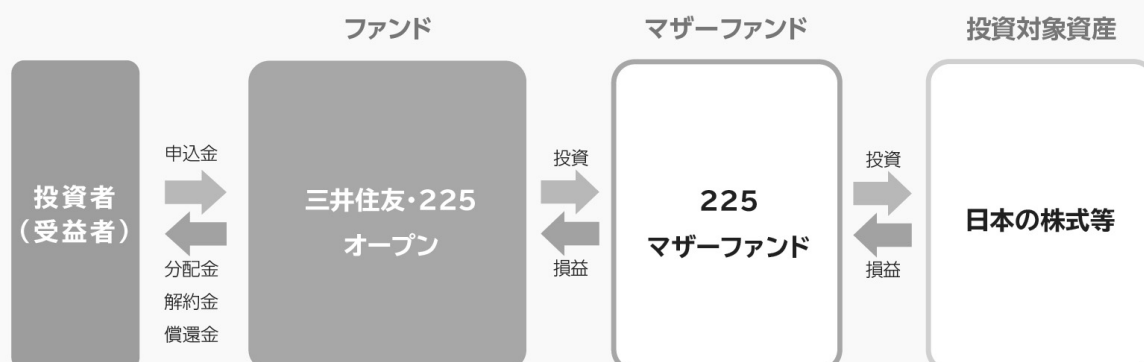 ファンド
マザーファンド
投資対象資産
投資者
(受益者)
申込金
分配金
解約金
償還金
三井住友・225
オープン
投資
損益
225
マザーファンド
投資
損益
日本の株式等